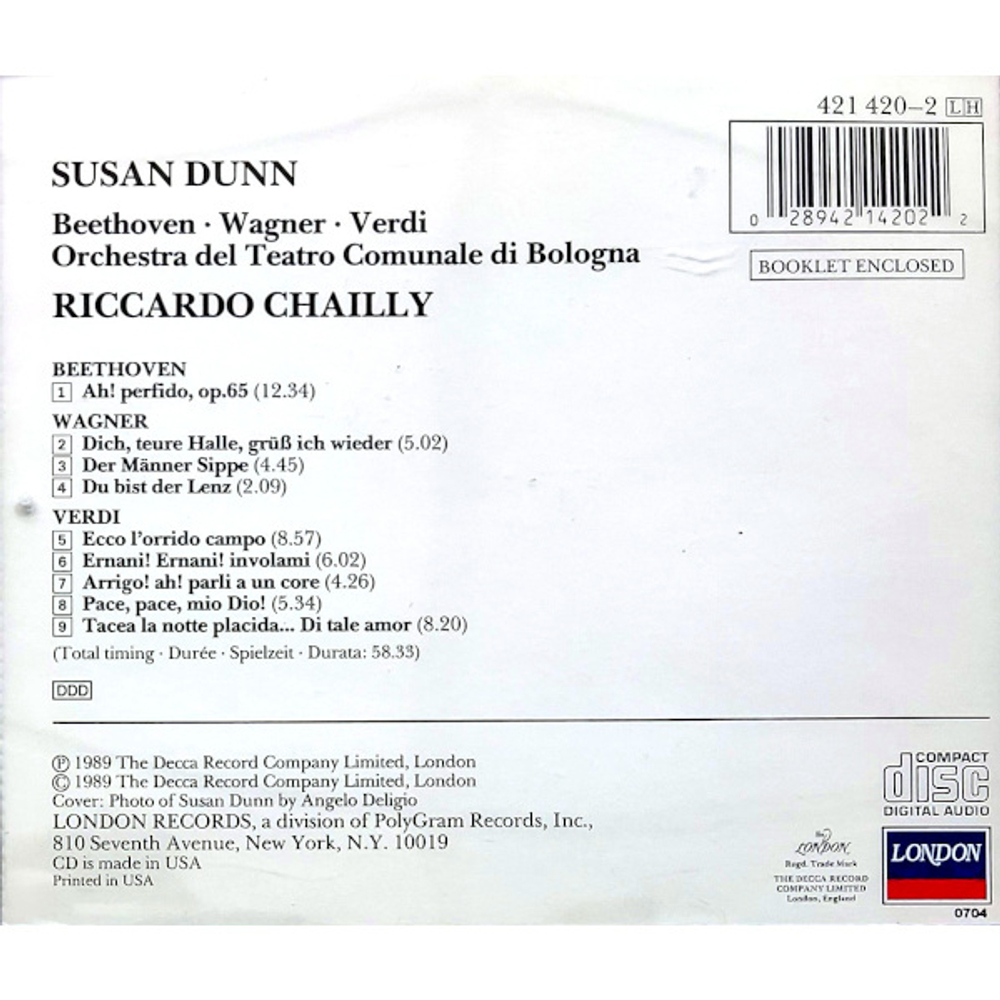 421 420–2 LH
0 28942 14202 2
BOOKLET ENCLOSED
SUSAN DUNN
Beethoven · Wagner · Verdi
Orchestra del Teatro Comunale di Bologna
RICCARDO CHAILLY
BEETHOVEN
1 Ah! perfido, op.65 (12.34)
WAGNER
2 Dich, teure Halle, grüß ich wieder (5.02)
3 Der Männer Sippe (4.45)
4 Du bist der Lenz (2.09)
VERDI
5 Ecco l'orrido campo (8.57)
6 Ernani! Ernani! involami (6.02)
7 Arrigo! ah! parli a un core (4.26)
8 Pace, pace, mio Dio! (5.34)
9 Tacea la notte placida... Di tale amor (8.20)
(Total timing · Durée · Spielzeit · Durata: 58.33)
DDD
℗ 1989 The Decca Record Company Limited, London
© 1989 The Decca Record Company Limited, London
Cover: Photo of Susan Dunn by Angelo Deligio
LONDON RECORDS, a division of PolyGram Records, Inc.,
810 Seventh Avenue, New York, N.Y. 10019
CD is made in USA
Printed in USA
COMPACT
disc
DIGITAL AUDIO
The
LONDON
Regd. Trade Mark
THE DECCA RECORD
COMPANY LIMITED
London, England
LONDON
0704